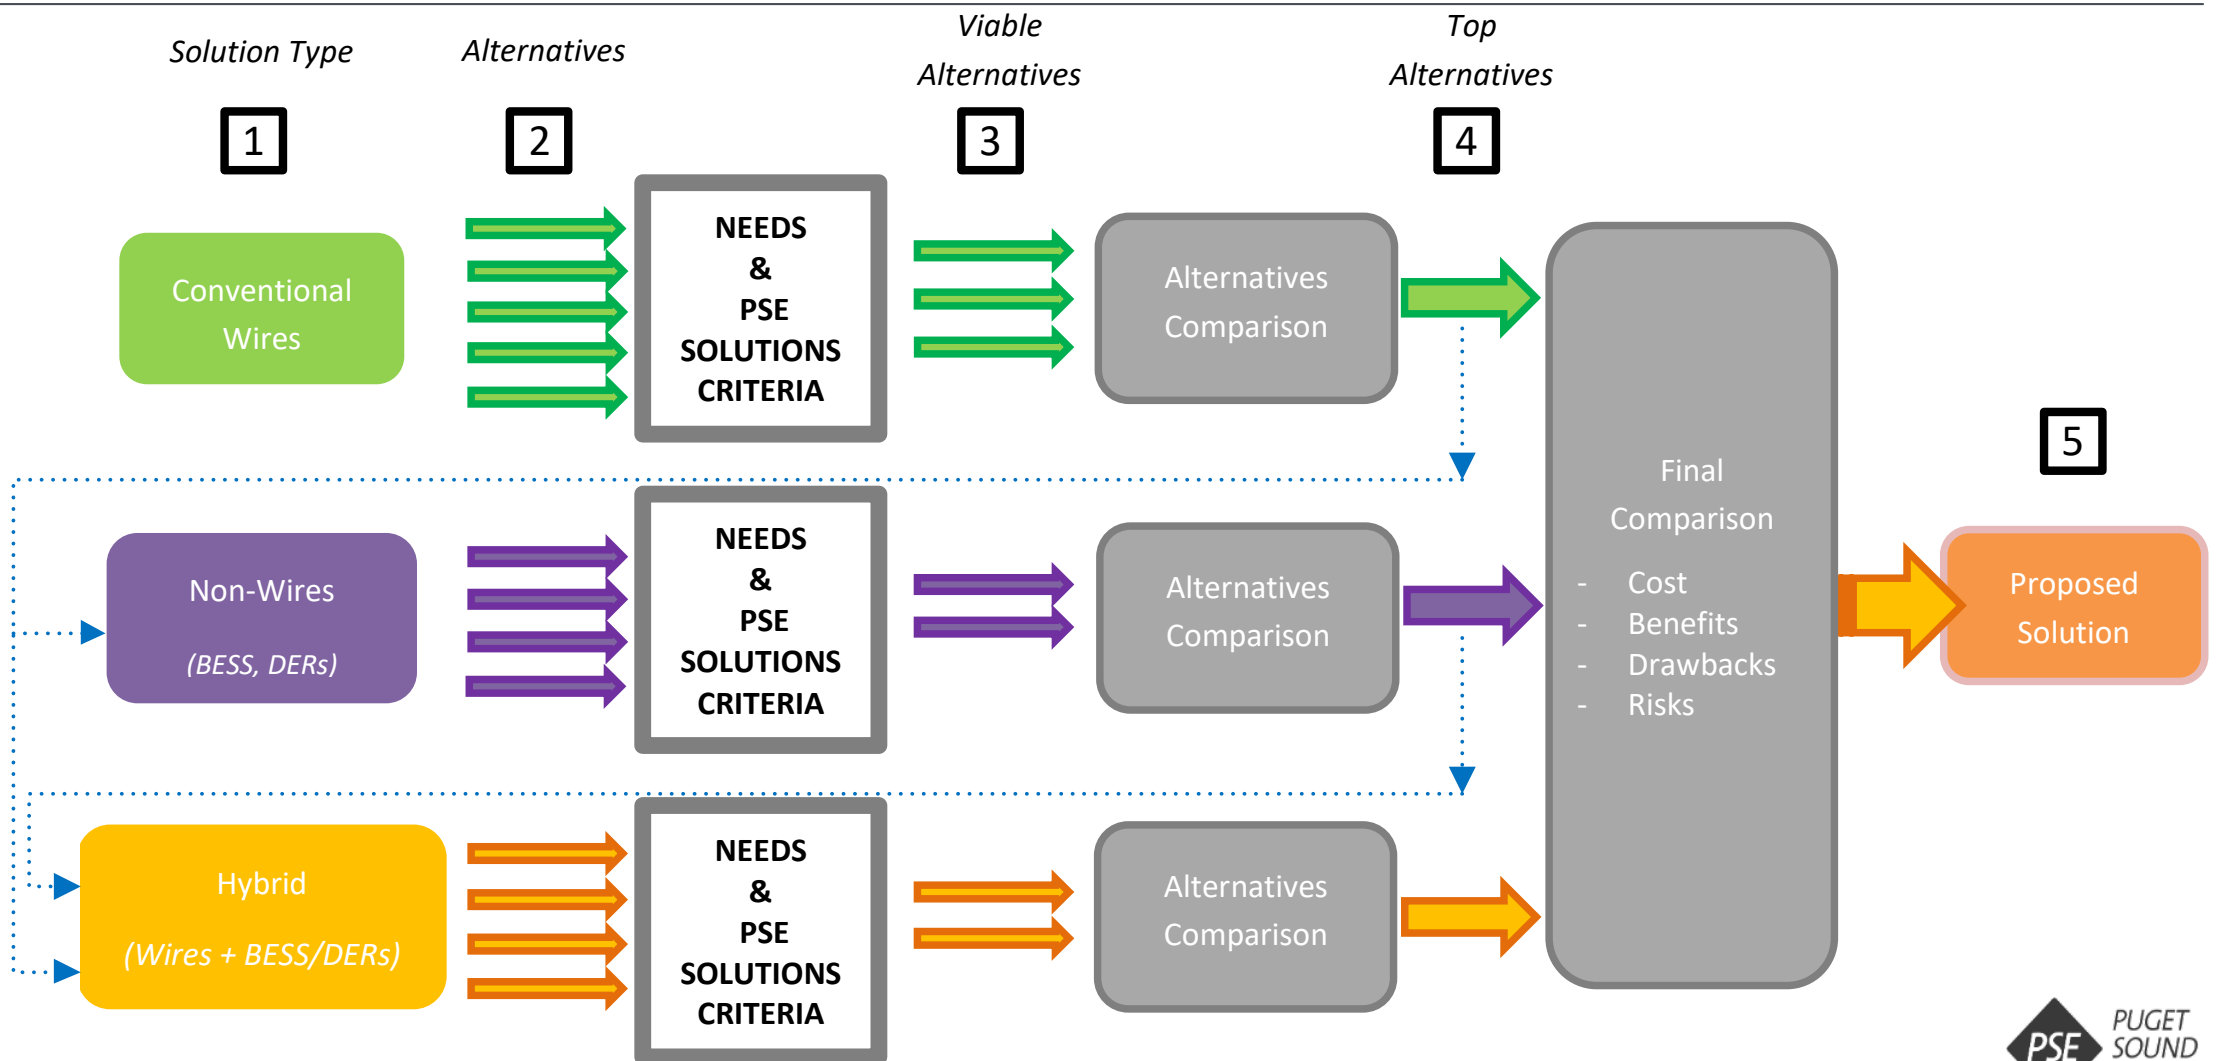 Solution Type
Alternatives
Viable
Alternatives
Top
Alternatives
1
2
3
4
Conventional
Wires
NEEDS
&
PSE
SOLUTIONS
CRITERIA
Alternatives
Comparison
Non-Wires
(BESS, DERs)
NEEDS
&
PSE
SOLUTIONS
CRITERIA
Alternatives
Comparison
Hybrid
(Wires + BESS/DERs)
NEEDS
&
PSE
SOLUTIONS
CRITERIA
Alternatives
Comparison
Final
Comparison
- Cost
- Benefits
- Drawbacks
- Risks
5
Proposed
Solution
PSE
PUGET
SOUND